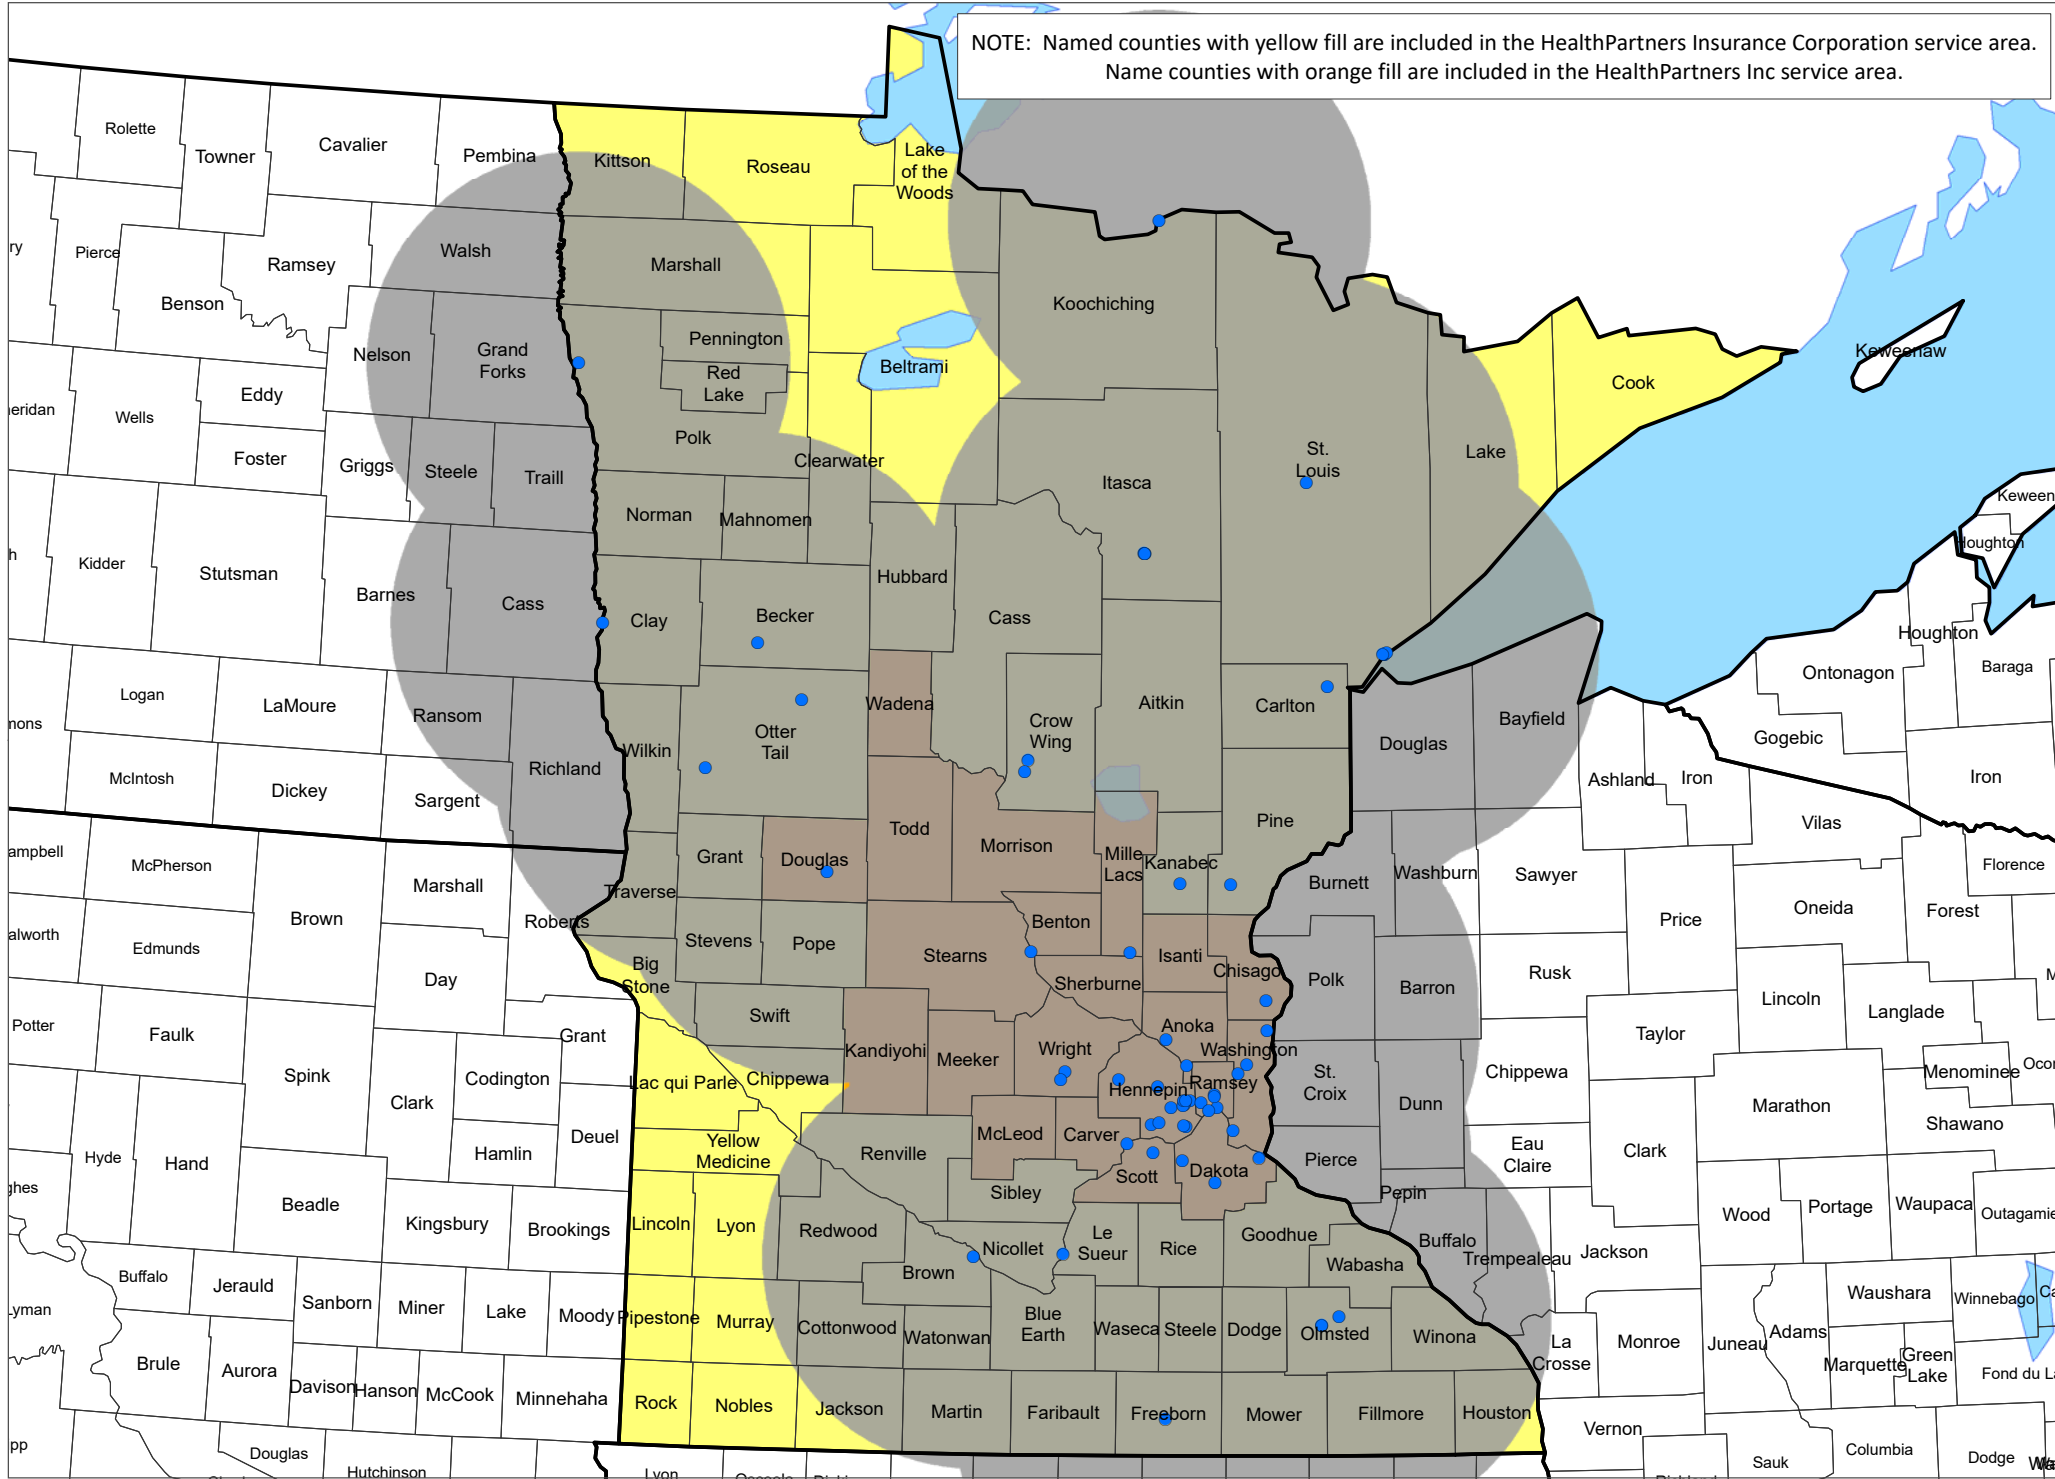 NOTE:  Named counties with yellow fill are included in the HealthPartners Insurance Corporation service area.
Name counties with orange fill are included in the HealthPartners Inc service area.
Rolette
Towner
Cavalier
Pembina
Kittson
Roseau
Lake
of the
Woods
ry
Pierce
Ramsey
Walsh
Marshall
Benson
Koochiching
Nelson
Grand
Forks
Pennington
Red
Lake
Beltrami
Cook
Keweenaw
eridan
Wells
Eddy
Foster
Griggs
Steele
Traill
Polk
Clearwater
Itasca
St.
Louis
Lake
Keween
Houghton
Norman
Mahnomen
h
Kidder
Stutsman
Barnes
Cass
Clay
Becker
Hubbard
Cass
Houghton
Baraga
Ontonagon
mons
Logan
LaMoure
Ransom
Wilkin
Otter
Tail
Wadena
Crow
Wing
Aitkin
Carlton
Douglas
Bayfield
Gogebic
Iron
McIntosh
Dickey
Sargent
Richland
Ashland
Iron
Vilas
Florence
ampbell
McPherson
Marshall
Grant
Douglas
Todd
Morrison
Mille
Lacs
Kanabec
Pine
Burnett
Washburn
Sawyer
Price
Oneida
Forest
Brown
Roberts
Traverse
alworth
Edmunds
Day
Big
Stone
Stevens
Pope
Stearns
Benton
Sherburne
Isanti
Chisago
Polk
Barron
Rusk
Lincoln
Langlade
Potter
Faulk
Grant
Swift
Kandiyohi
Meeker
Wright
Anoka
Washington
Taylor
Spink
Codington
Clark
Lac qui Parle
Chippewa
Hennepin
Ramsey
St.
Croix
Dunn
Chippewa
Menominee
Oco
Marathon
Shawano
Hamlin
Deuel
Hyde
Hand
Yellow
Medicine
Renville
McLeod
Carver
Scott
Dakota
Pierce
Eau
Claire
Clark
hes
Beadle
Kingsbury
Brookings
Lincoln
Lyon
Redwood
Sibley
Nicollet
Le
Sueur
Rice
Goodhue
Wabasha
Pepin
Buffalo
Trempealeau
Jackson
Wood
Portage
Waupaca
Outagamie
Buffalo
Jerauld
Sanborn
Miner
Lake
Moody
Pipestone
Murray
Cottonwood
Brown
Watonwan
Blue
Earth
Waseca
Steele
Dodge
Olmsted
Winona
La
Crosse
Monroe
Juneau
Adams
Waushara
Winnebago
Ca
Lyman
Brule
Aurora
Davison
Hanson
McCook
Minnehaha
Rock
Nobles
Jackson
Martin
Faribault
Freeborn
Mower
Fillmore
Houston
Vernon
Marquette
Green
Lake
Fond du La
pp
Douglas
Hutchinson
Lyon
Sauk
Columbia
Dodge